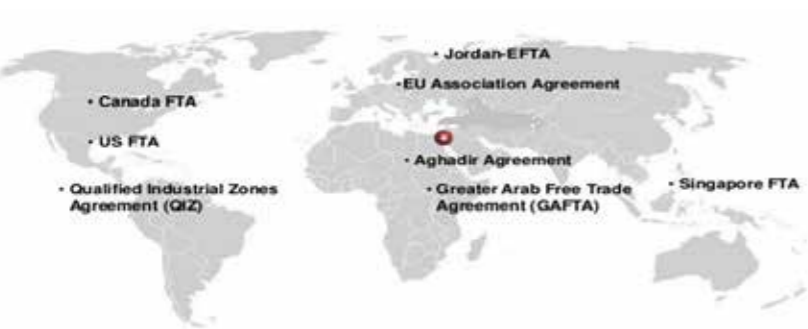 • Jordan-EFTA
• EU Association Agreement
• Canada FTA
• US FTA
• Aghadir Agreement
• Qualified Industrial Zones
Agreement (QIZ)
• Greater Arab Free Trade
Agreement (GAFTA)
• Singapore FTA